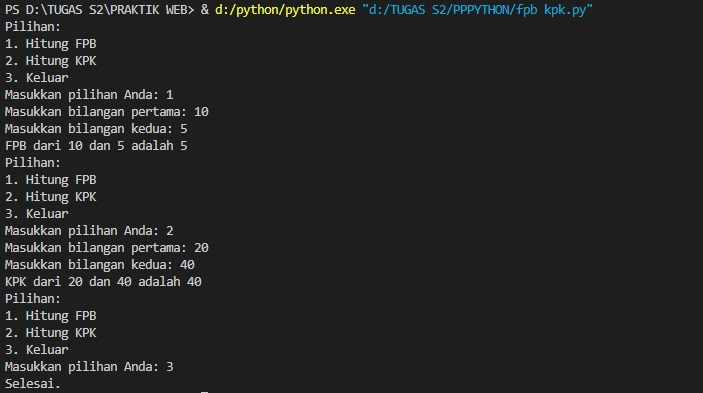 PS D:\TUGAS S2\PRAKTIK WEB> & d:/python/python.exe "d:/TUGAS S2/PPPYTHON/fpb kpk.py"
Pilihan:
1. Hitung FPB
2. Hitung KPK
3. Keluar
Masukkan pilihan Anda: 1
Masukkan bilangan pertama: 10
Masukkan bilangan kedua: 5
FPB dari 10 dan 5 adalah 5
Pilihan:
1. Hitung FPB
2. Hitung KPK
3. Keluar
Masukkan pilihan Anda: 2
Masukkan bilangan pertama: 20
Masukkan bilangan kedua: 40
KPK dari 20 dan 40 adalah 40
Pilihan:
1. Hitung FPB
2. Hitung KPK
3. Keluar
Masukkan pilihan Anda: 3
Selesai.